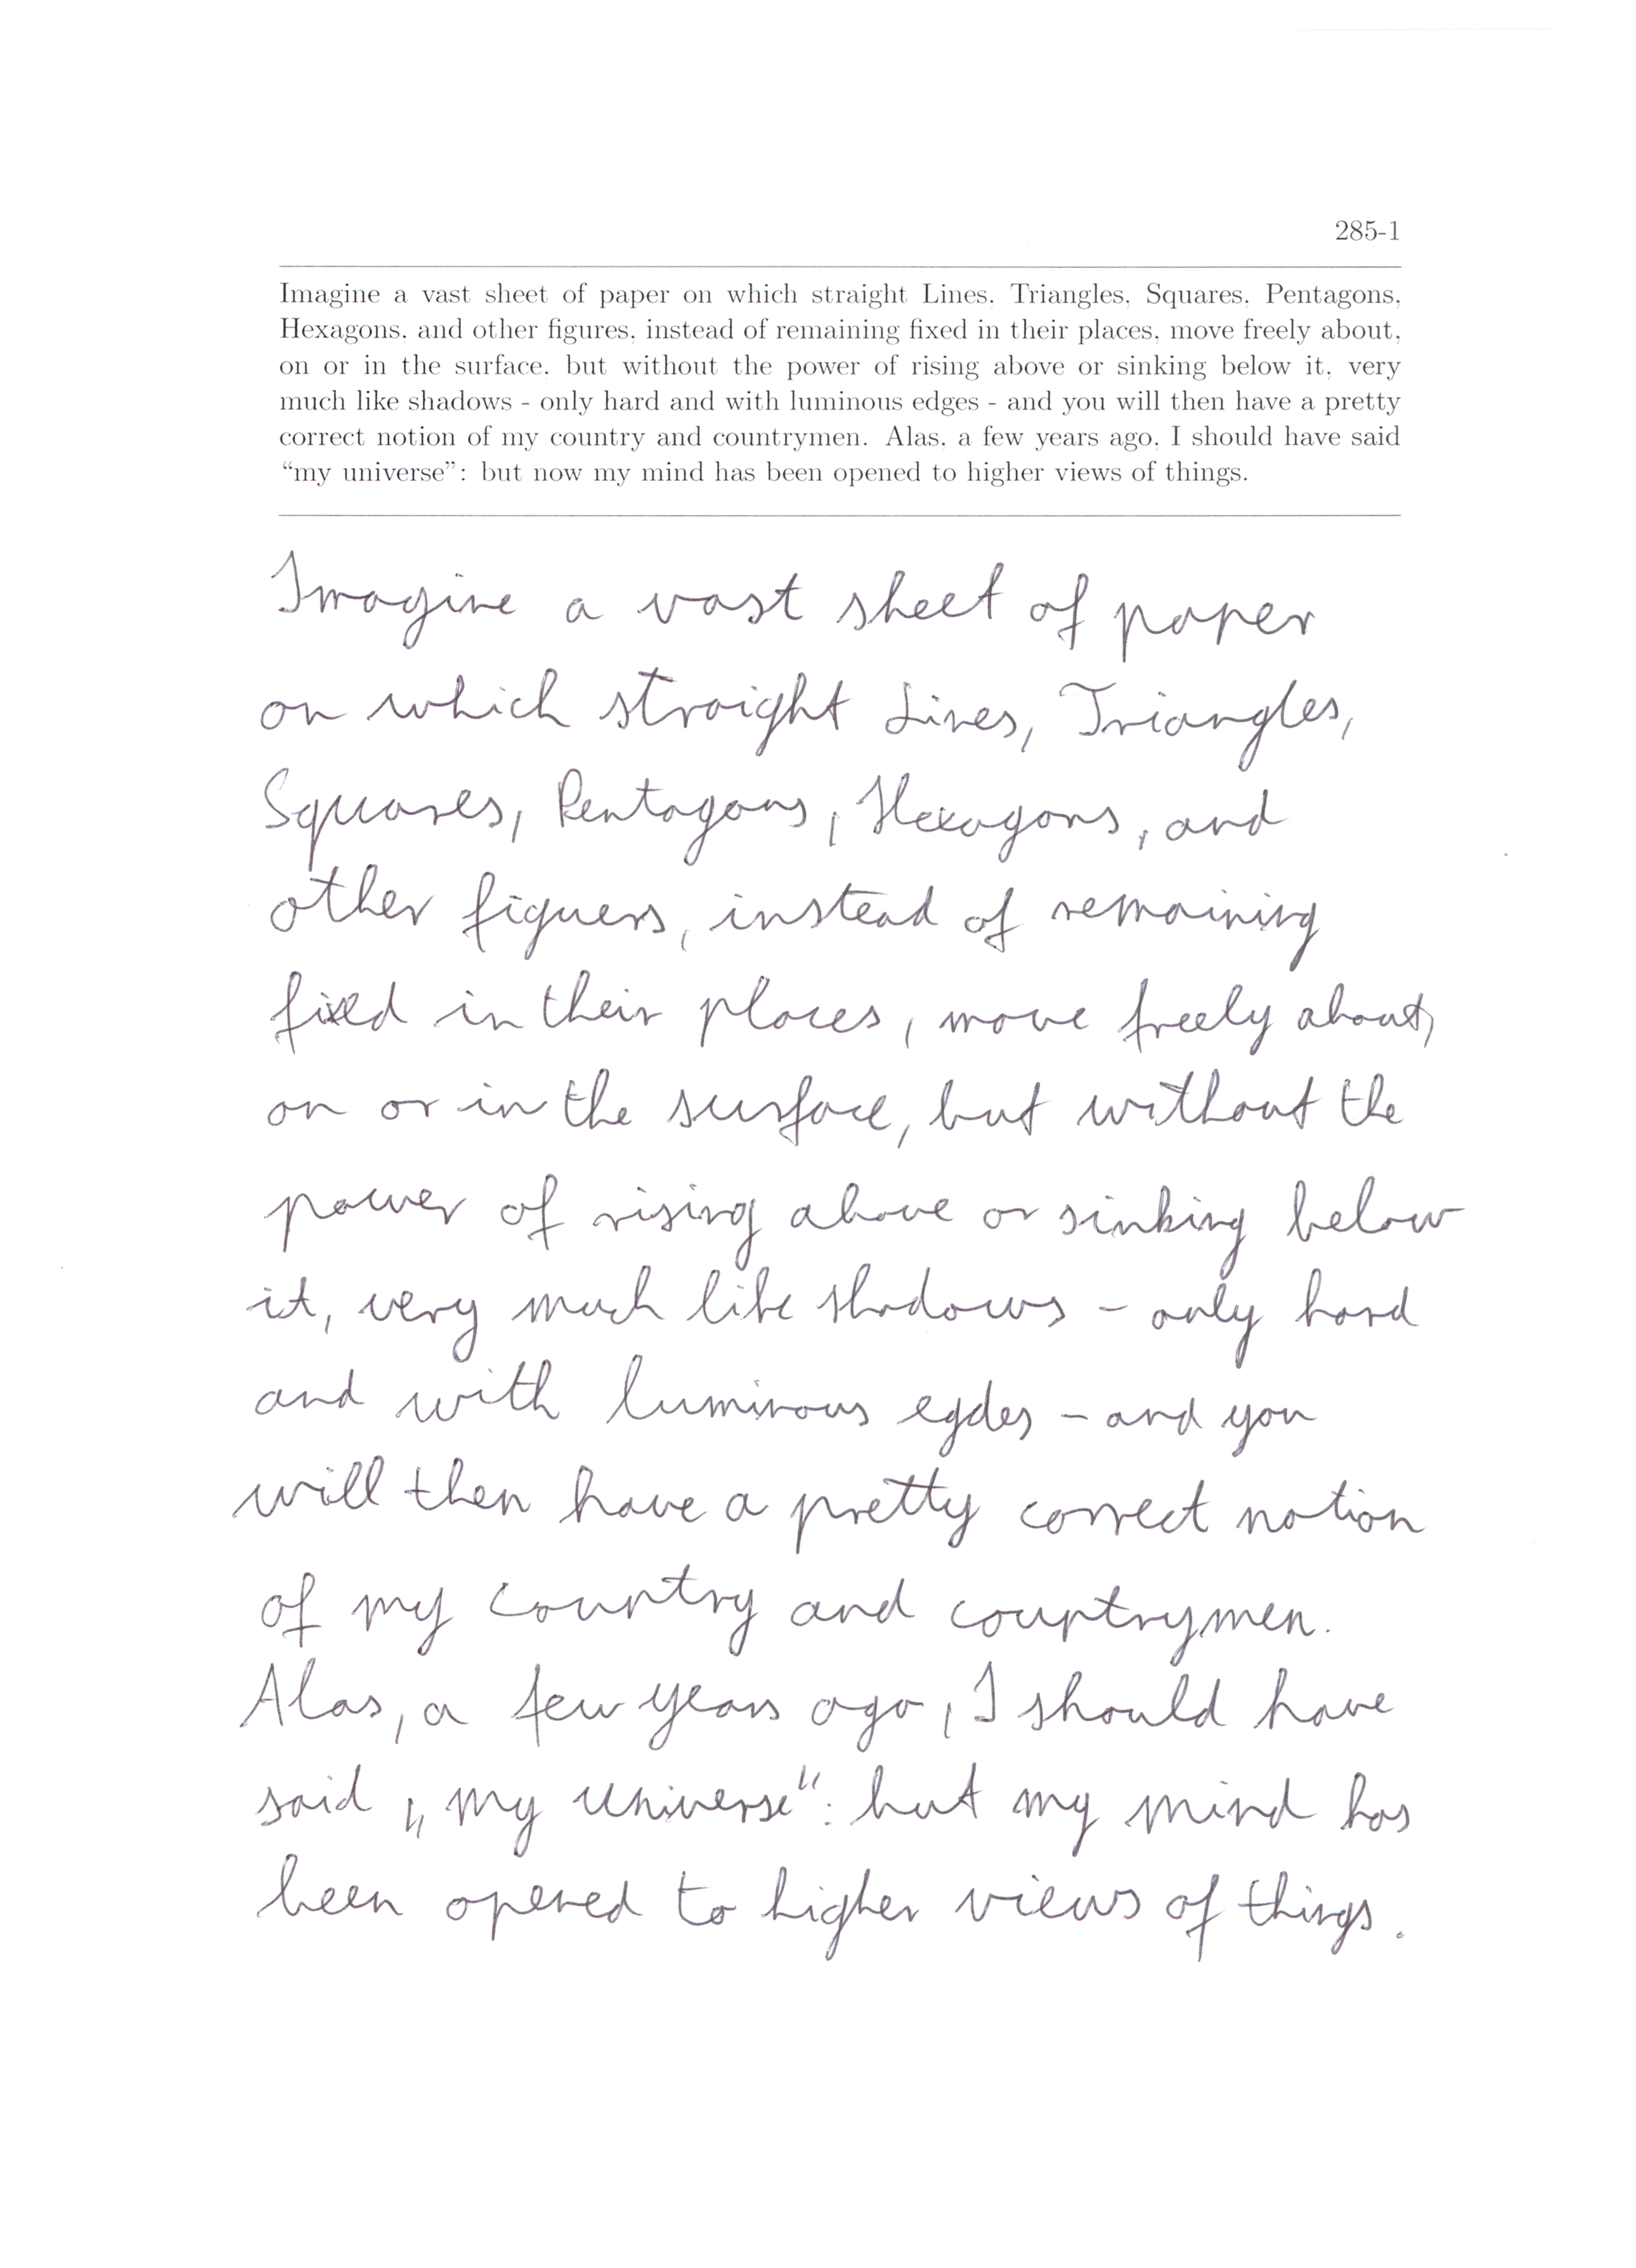 285-1
Imagine a vast sheet of paper on which straight Lines, Triangles, Squares, Pentagons,
Hexagons, and other figures, instead of remaining fixed in their places, move freely about,
on or in the surface, but without the power of rising above or sinking below it, very
much like shadows - only hard and with luminous edges - and you will then have a pretty
correct notion of my country and countrymen. Alas, a few years ago, I should have said
“my universe”: but now my mind has been opened to higher views of things.
Imagine a vast sheet of paper
on which straight Lines, Triangles,
Squares, Pentagons, Hexagons, and
other figuers, instead of remaining
fixed in their places, move freely about,
on or in the surface, but without the
power of rising above or sinking below
it, very much like shadows - only hard
and with luminous egdes - and you
will then have a pretty correct notion
of my country and countrymen.
Alas, a few years ago, I should have
said „my universe“: but my mind has
been opened to higher views of things.